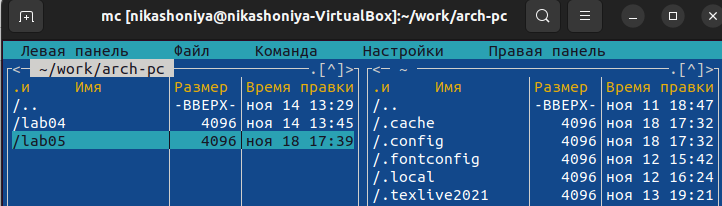 mc [nikashoniya@nikashoniya-VirtualBox]:~/work/arch-pc
Левая панель Файл Команда Настройки Правая панель
<— ~/work/arch-pc .[^]> <— ~ .[^]>
.и Имя Размер Время правки .и Имя Размер Время правки
/.. -ВВЕРХ- ноя 14 13:29 /.. -ВВЕРХ- ноя 11 18:47
/lab04 4096 ноя 14 13:45 /.cache 4096 ноя 18 17:32
/lab05 4096 ноя 18 17:39 /.config 4096 ноя 18 17:32
/.fontconfig 4096 ноя 12 15:42
/.local 4096 ноя 12 16:24
/.texlive2021 4096 ноя 13 19:21